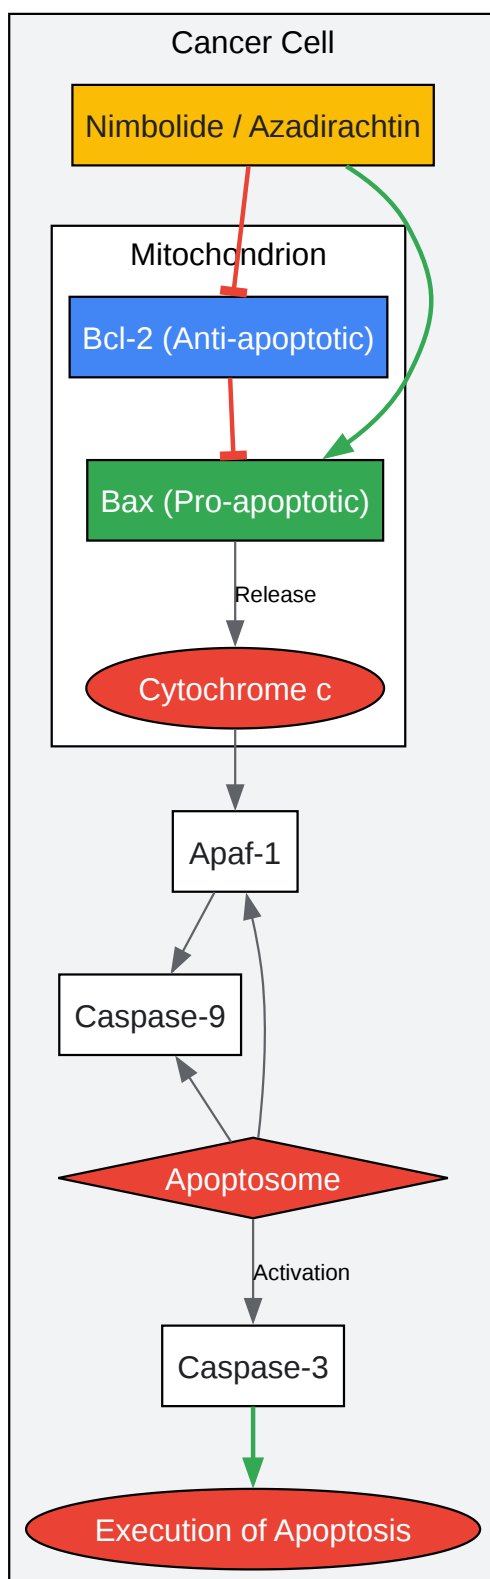 Cancer Cell
Nimbolide / Azadirachtin
Mitochondrion
Bcl-2 (Anti-apoptotic)
Bax (Pro-apoptotic)
Release
Cytochrome c
Apaf-1
Caspase-9
Apoptosome
Activation
Caspase-3
Execution of Apoptosis